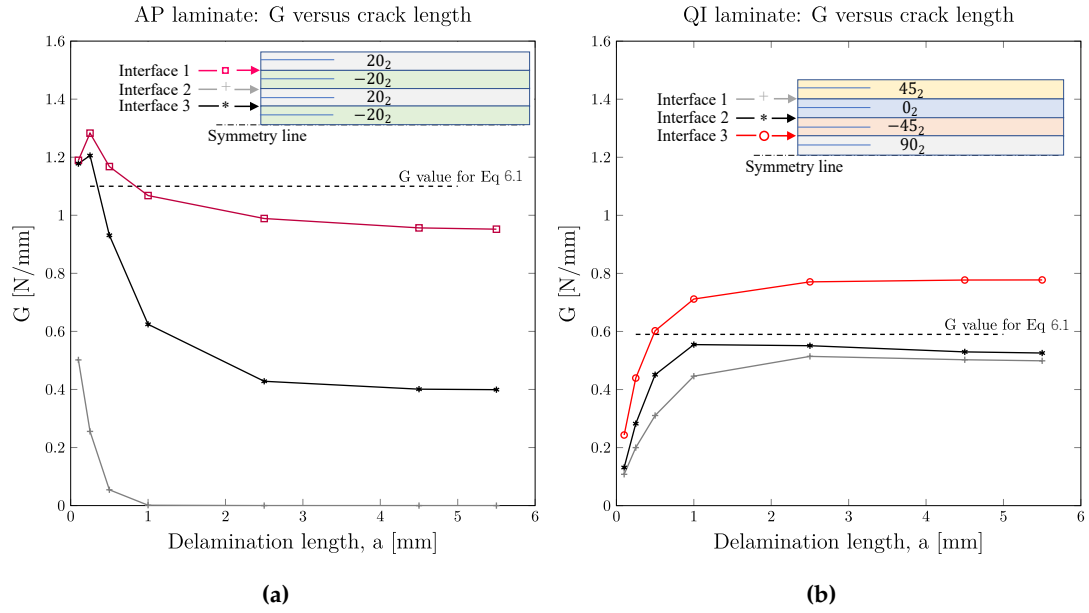 AP laminate: G versus crack length
1.6
1.4
1.2
1
0.8
0.6
0.4
0.2
0
G [N/mm]
Interface 1
Interface 2
Interface 3
20₂
−20₂
20₂
−20₂
Symmetry line
G value for Eq 6.1
0 1 2 3 4 5 6
Delamination length, a [mm]
(a)
QI laminate: G versus crack length
1.6
1.4
1.2
1
0.8
0.6
0.4
0.2
0
G [N/mm]
Interface 1
Interface 2
Interface 3
45₂
0₂
−45₂
90₂
Symmetry line
G value for Eq 6.1
0 1 2 3 4 5 6
Delamination length, a [mm]
(b)